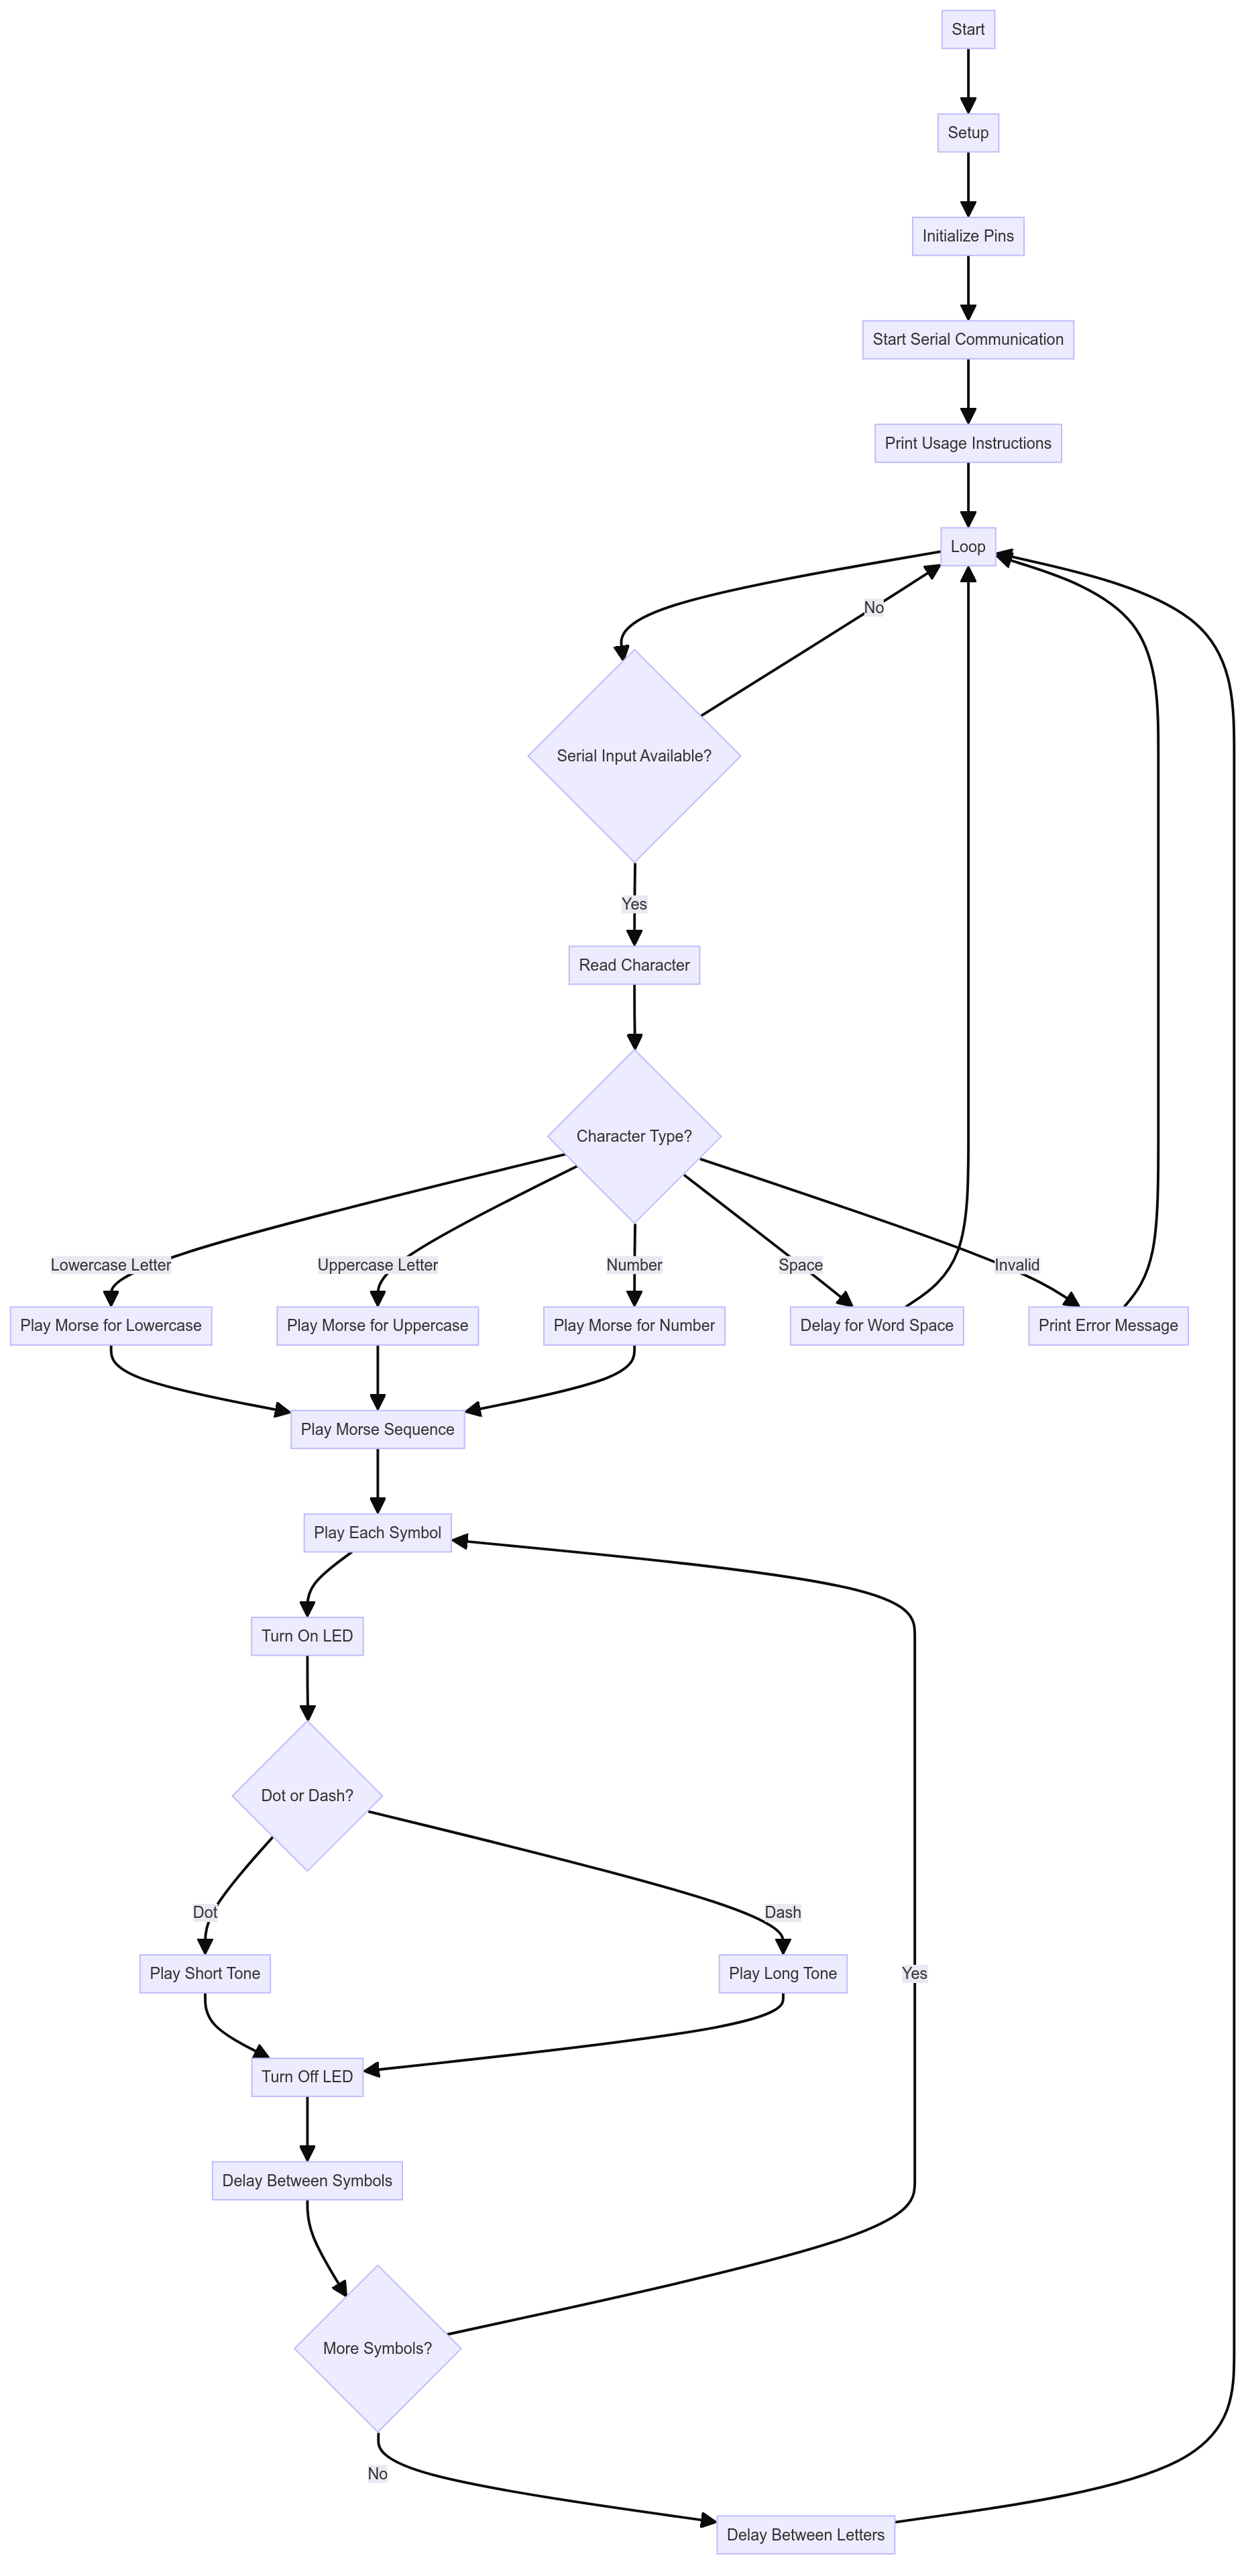 Start
Setup
Initialize Pins
Start Serial Communication
Print Usage Instructions
Loop
No
Serial Input Available?
Yes
Read Character
Character Type?
Lowercase Letter
Uppercase Letter
Number
Space
Invalid
Play Morse for Lowercase
Play Morse for Uppercase
Play Morse for Number
Delay for Word Space
Print Error Message
Play Morse Sequence
Play Each Symbol
Turn On LED
Dot or Dash?
Dot
Dash
Play Short Tone
Play Long Tone
Yes
Turn Off LED
Delay Between Symbols
More Symbols?
No
Delay Between Letters